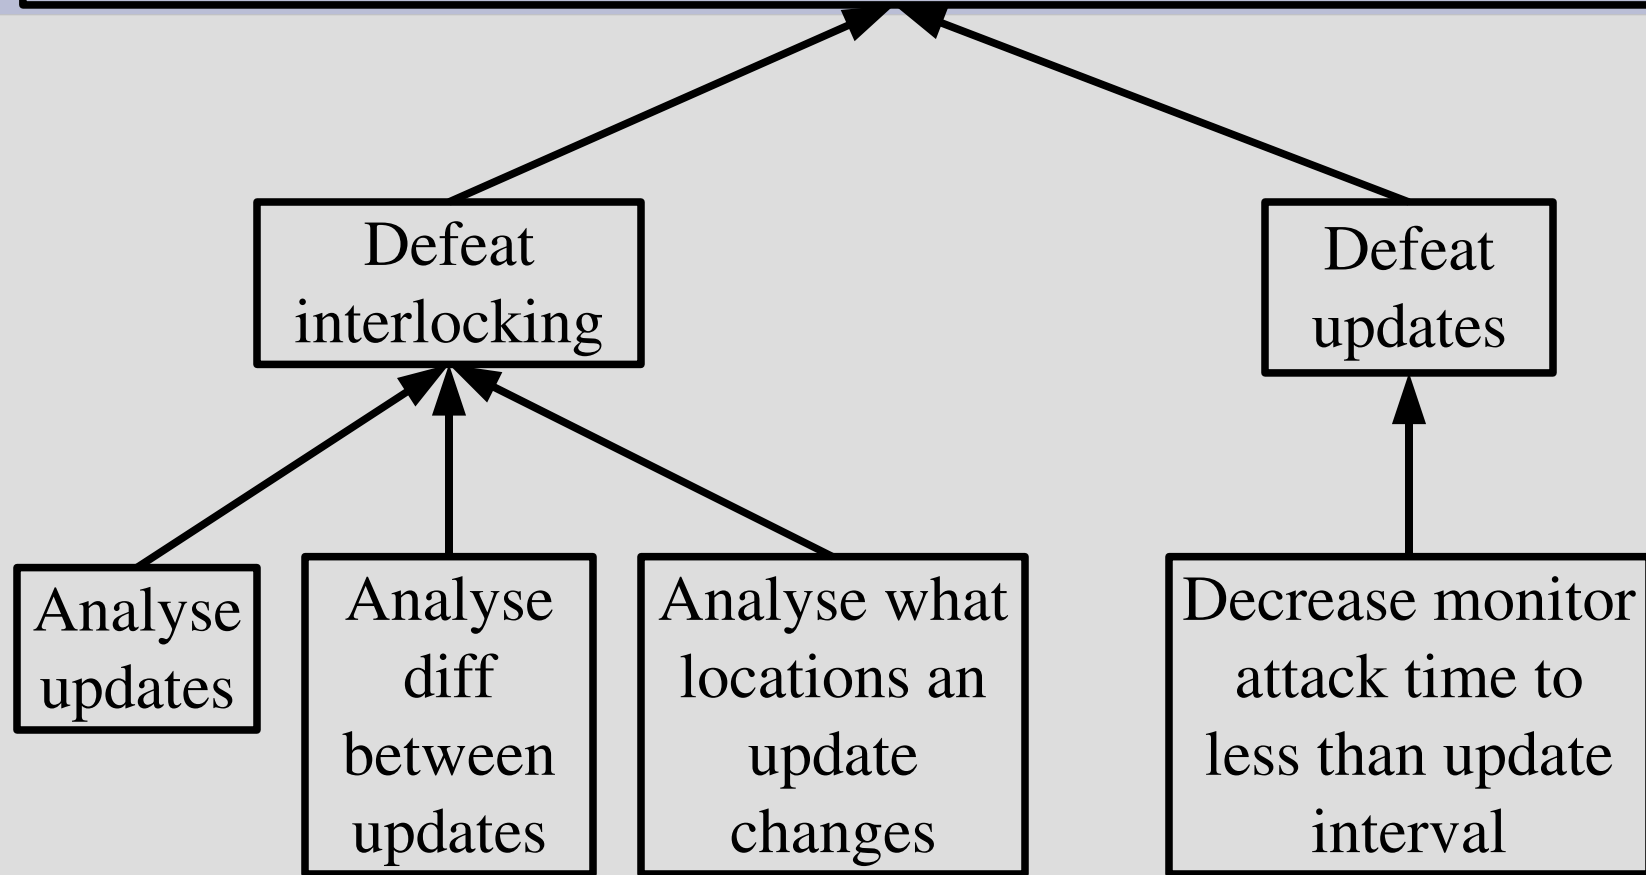 Defeat
interlocking
Defeat
updates
Analyse
updates
Analyse
diff
between
updates
Analyse what
locations an
update
changes
Decrease monitor
attack time to
less than update
interval